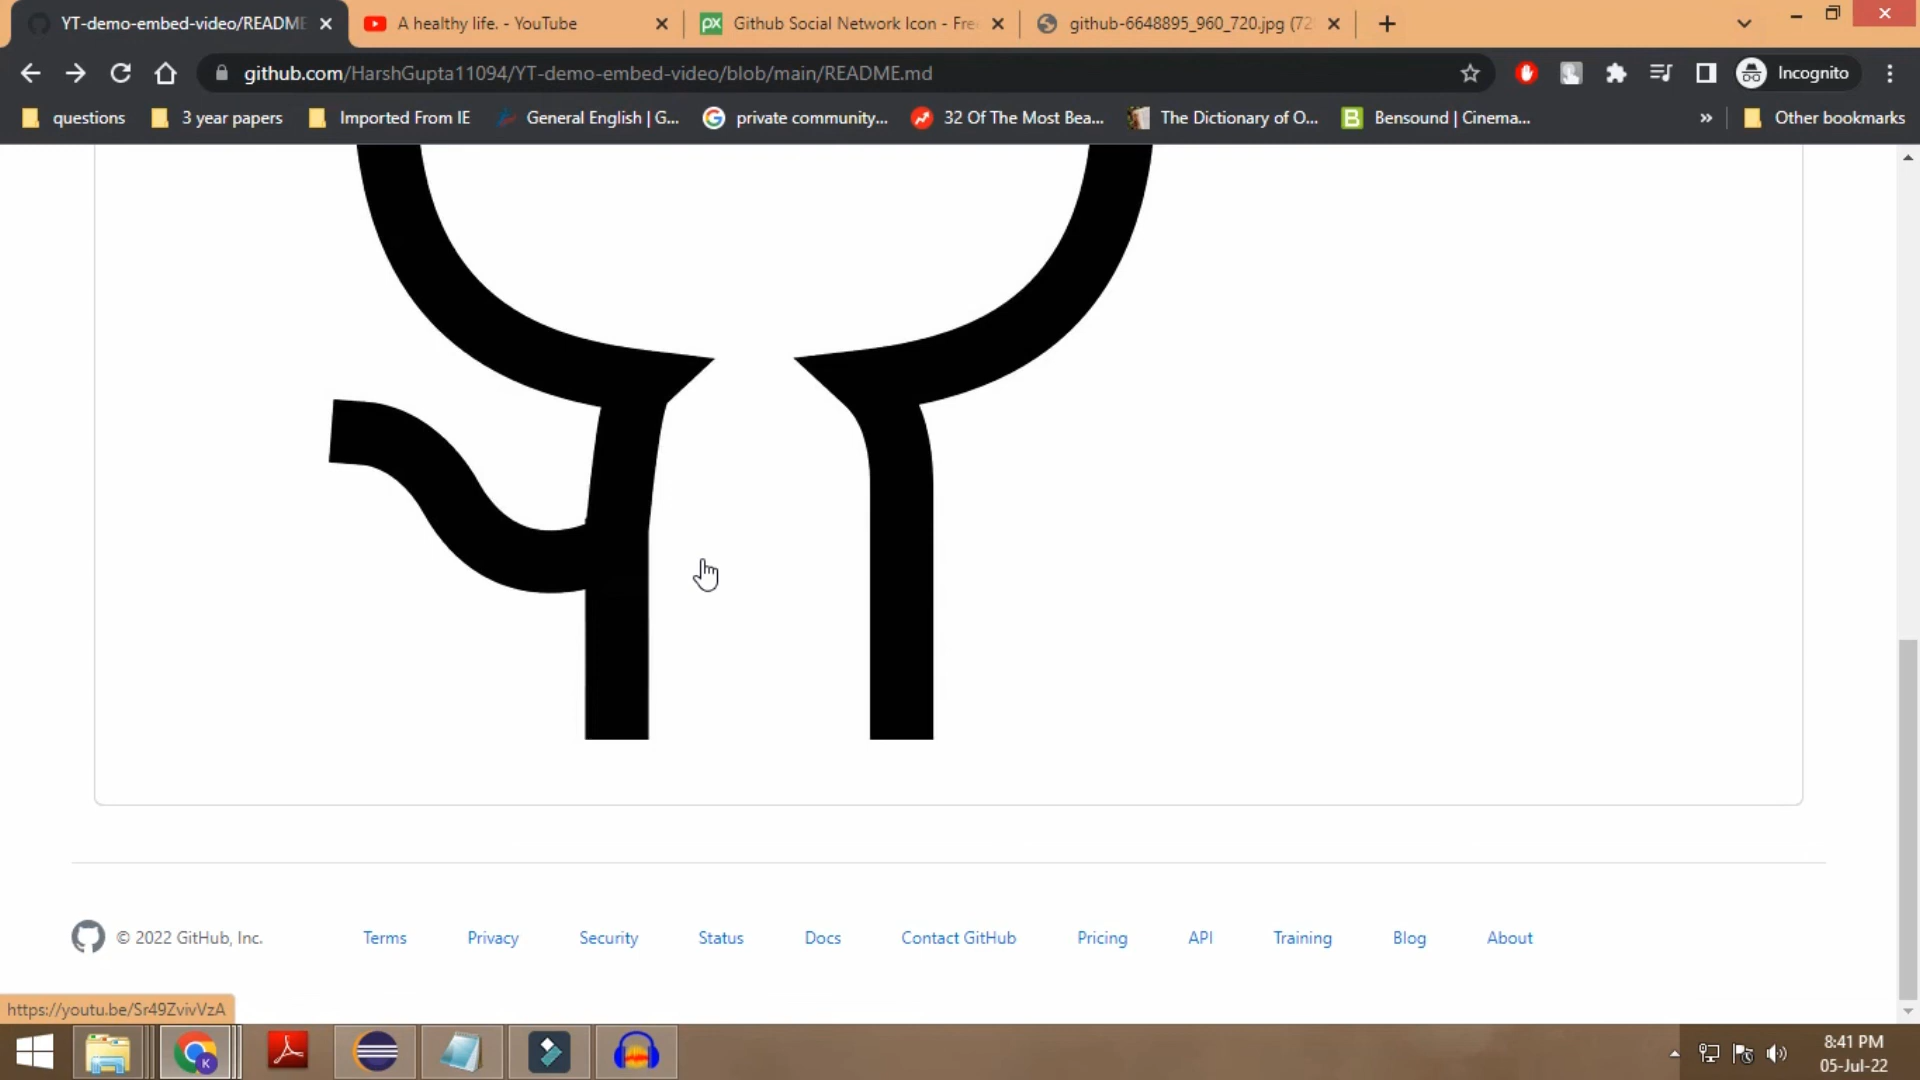 YT-demo-embed-video/README
A healthy life. - YouTube
Github Social Network Icon - Fre
px
github-6648895_960_720.jpg (72
github.com/HarshGupta11094/YT-demo-embed-video/blob/main/README.md
Incognito
questions
3 year papers
Imported From IE
General English | G...
private community...
32 Of The Most Bea...
The Dictionary of O...
B
Bensound | Cinema...
»
Other bookmarks
© 2022 GitHub, Inc.
Terms
Privacy
Security
Status
Docs
Contact GitHub
Pricing
API
Training
Blog
About
https://youtu.be/Sr49ZvivVzA
K
8:41 PM
05-Jul-22